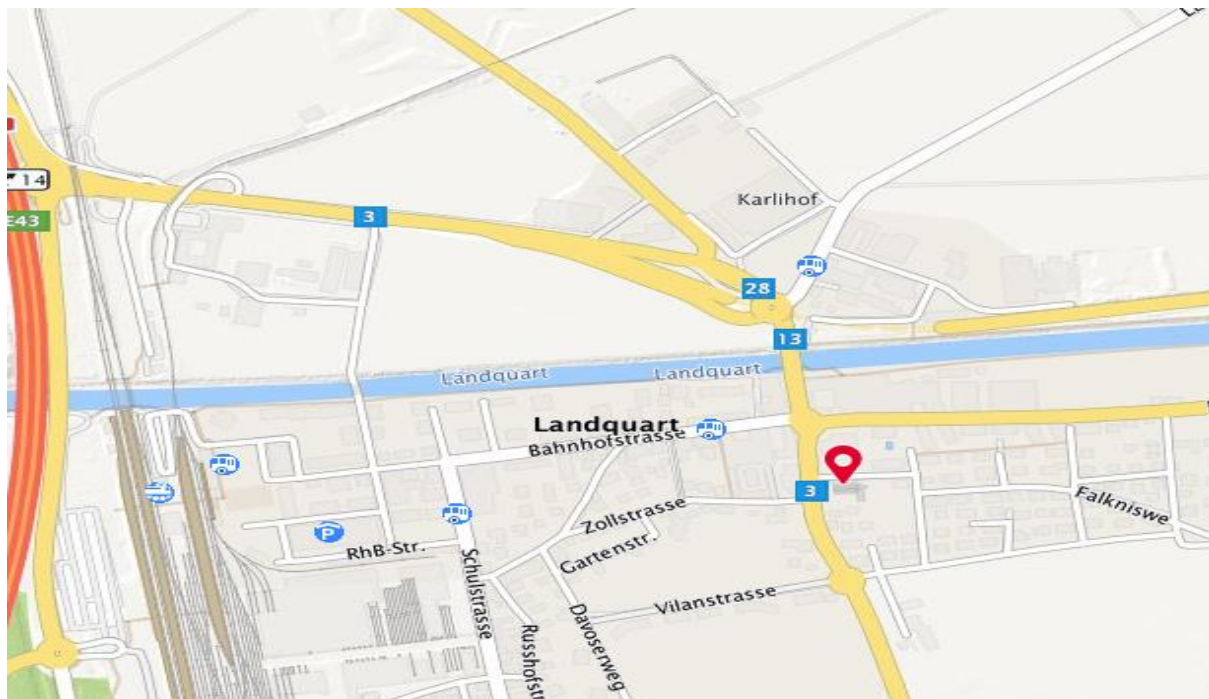 14
E43
3
Karlihof
28
13
Landquart
Landquart
Landquart
Bahnhofstrasse
3
Zollstrasse
Falkniswe
P
RhB-Str.
Gartenstr.
Schulstrasse
Vilanstrasse
Russhofstr
Davoserweg